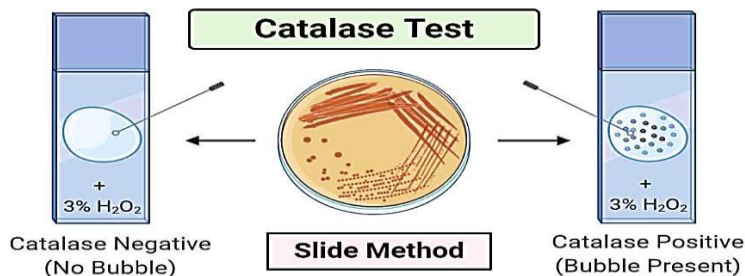 Catalase Test
+
3% H₂O₂
Catalase Negative
(No Bubble)
Slide Method
+
3% H₂O₂
Catalase Positive
(Bubble Present)